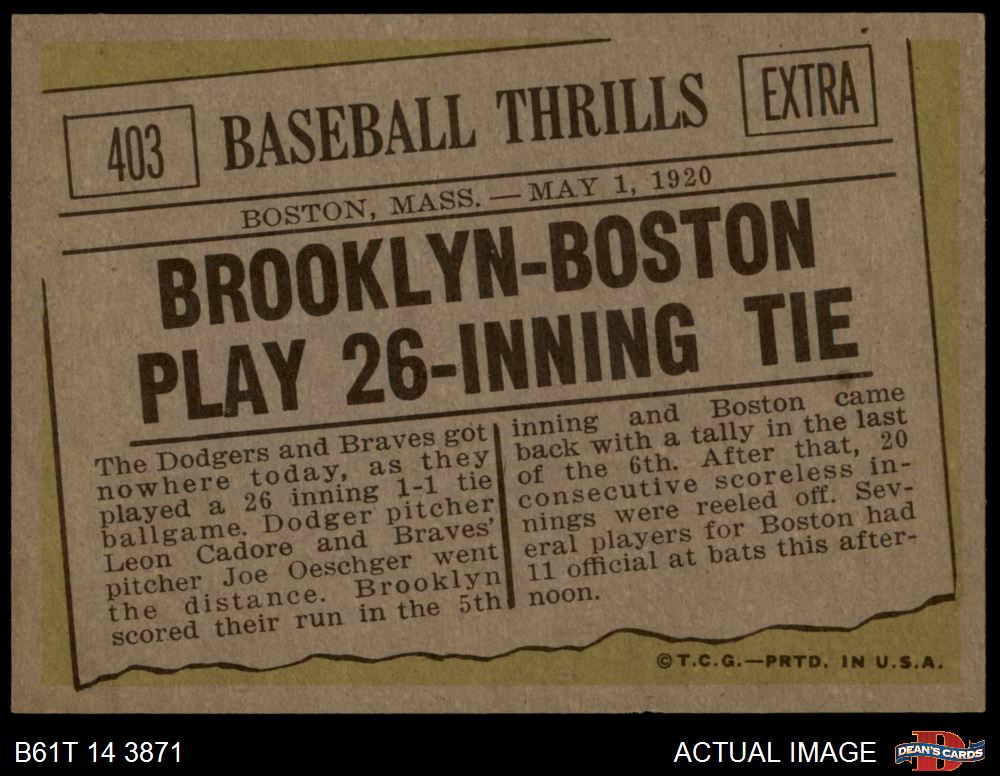 403
BASEBALL THRILLS
EXTRA
BOSTON, MASS. — MAY 1, 1920
BROOKLYN-BOSTON
PLAY 26-INNING TIE
The Dodgers and Braves got
nowhere today, as they
played a 26 inning 1-1 tie
ballgame. Dodger pitcher
Leon Cadore and Braves'
pitcher Joe Oeschger went
the distance. Brooklyn
scored their run in the 5th
inning and Boston came
back with a tally in the last
of the 6th. After that, 20
consecutive scoreless in-
nings were reeled off. Sev-
eral players for Boston had
11 official at bats this after-
noon.
© T.C.G.—PRTD. IN U.S.A.
B61T 14 3871
ACTUAL IMAGE
DEAN'S CARDS